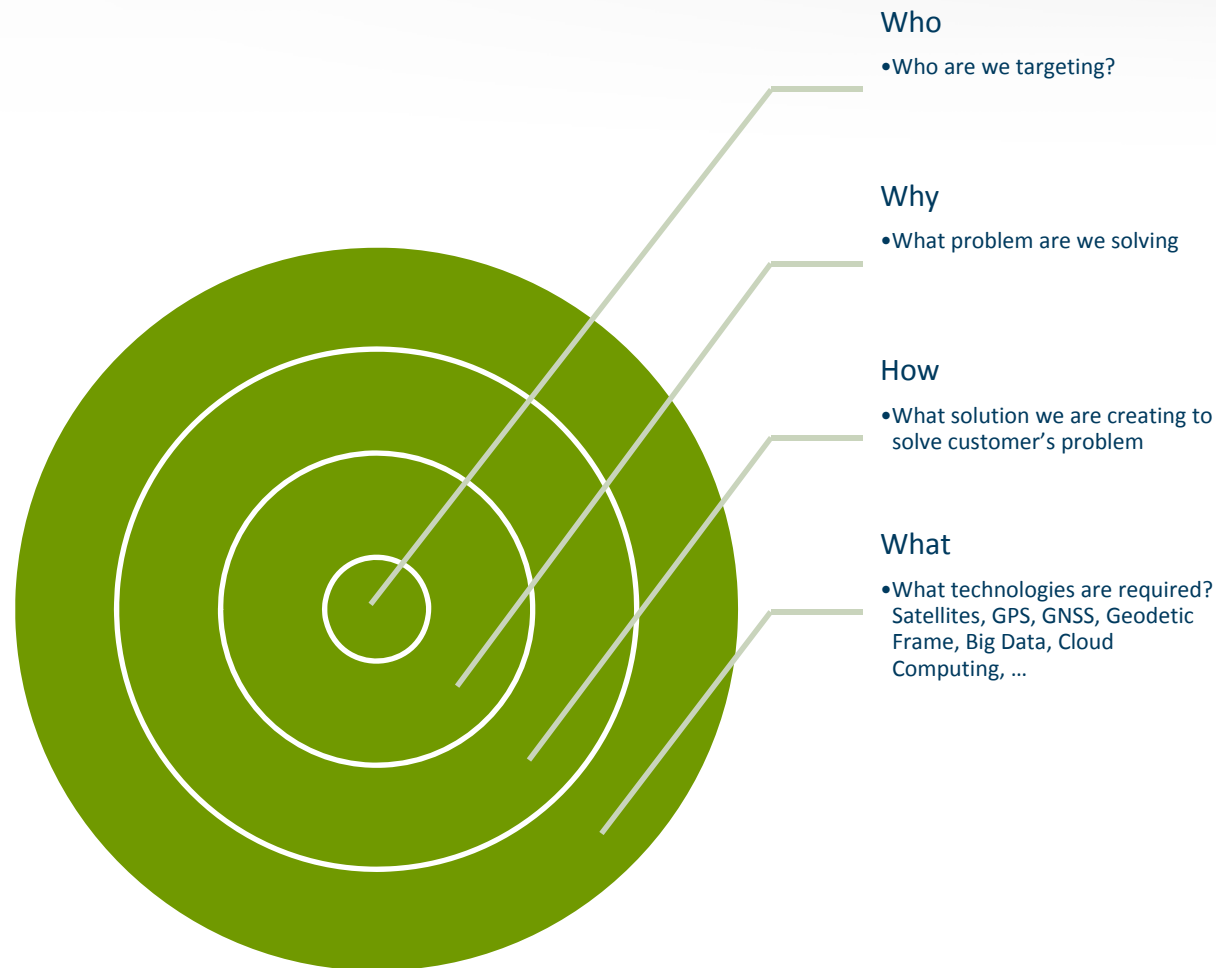 Who
•Who are we targeting?
Why
•What problem are we solving
How
•What solution we are creating to
solve customer’s problem
What
•What technologies are required?
Satellites, GPS, GNSS, Geodetic
Frame, Big Data, Cloud
Computing, ...